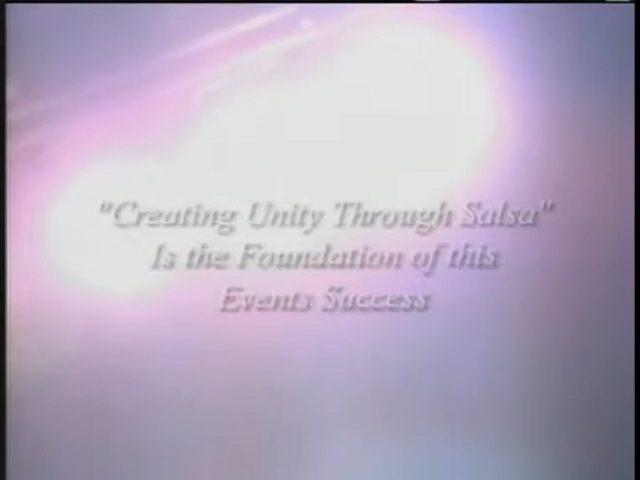 "Creating Unity Through Salsa"
Is the Foundation of this
Events Success